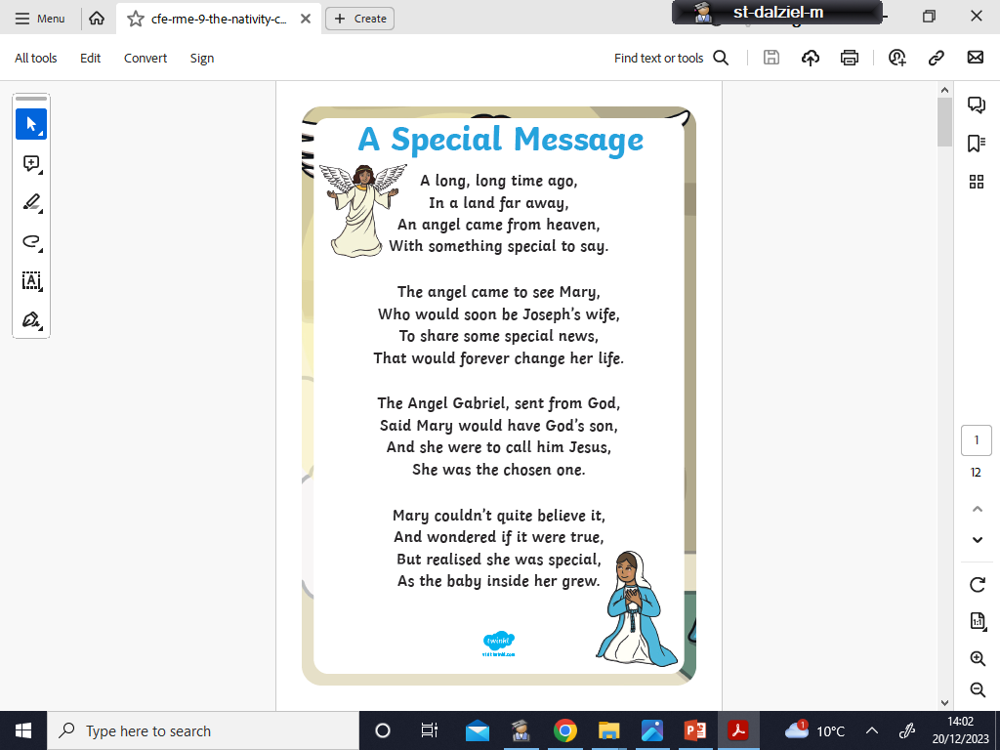 Menu
cfe-rme-9-the-nativity-c...
Create
st-dalziel-m
All tools
Edit
Convert
Sign
Find text or tools
A Special Message
A long, long time ago,
In a land far away,
An angel came from heaven,
With something special to say.
The angel came to see Mary,
Who would soon be Joseph's wife,
To share some special news,
That would forever change her life.
The Angel Gabriel, sent from God,
Said Mary would have God's son,
And she were to call him Jesus,
She was the chosen one.
Mary couldn't quite believe it,
And wondered if it were true,
But realised she was special,
As the baby inside her grew.
twinkl
visit twinkl.com
1
12
1:1
Type here to search
1
10°C
14:02
20/12/2023